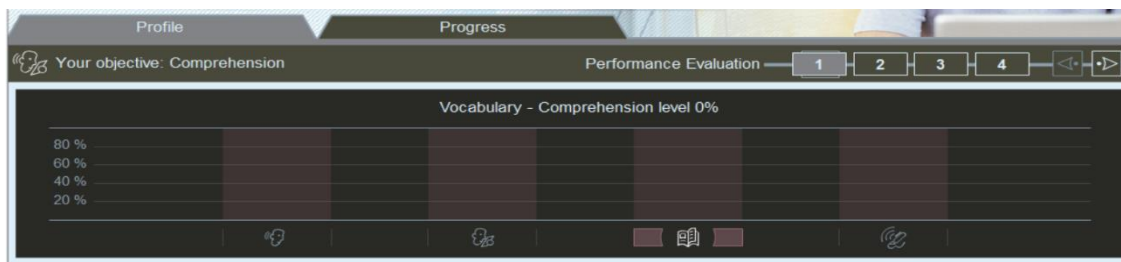 Profile
Progress
Your objective: Comprehension
Performance Evaluation 1 2 3 4
Vocabulary - Comprehension level 0%
80 %
60 %
40 %
20 %